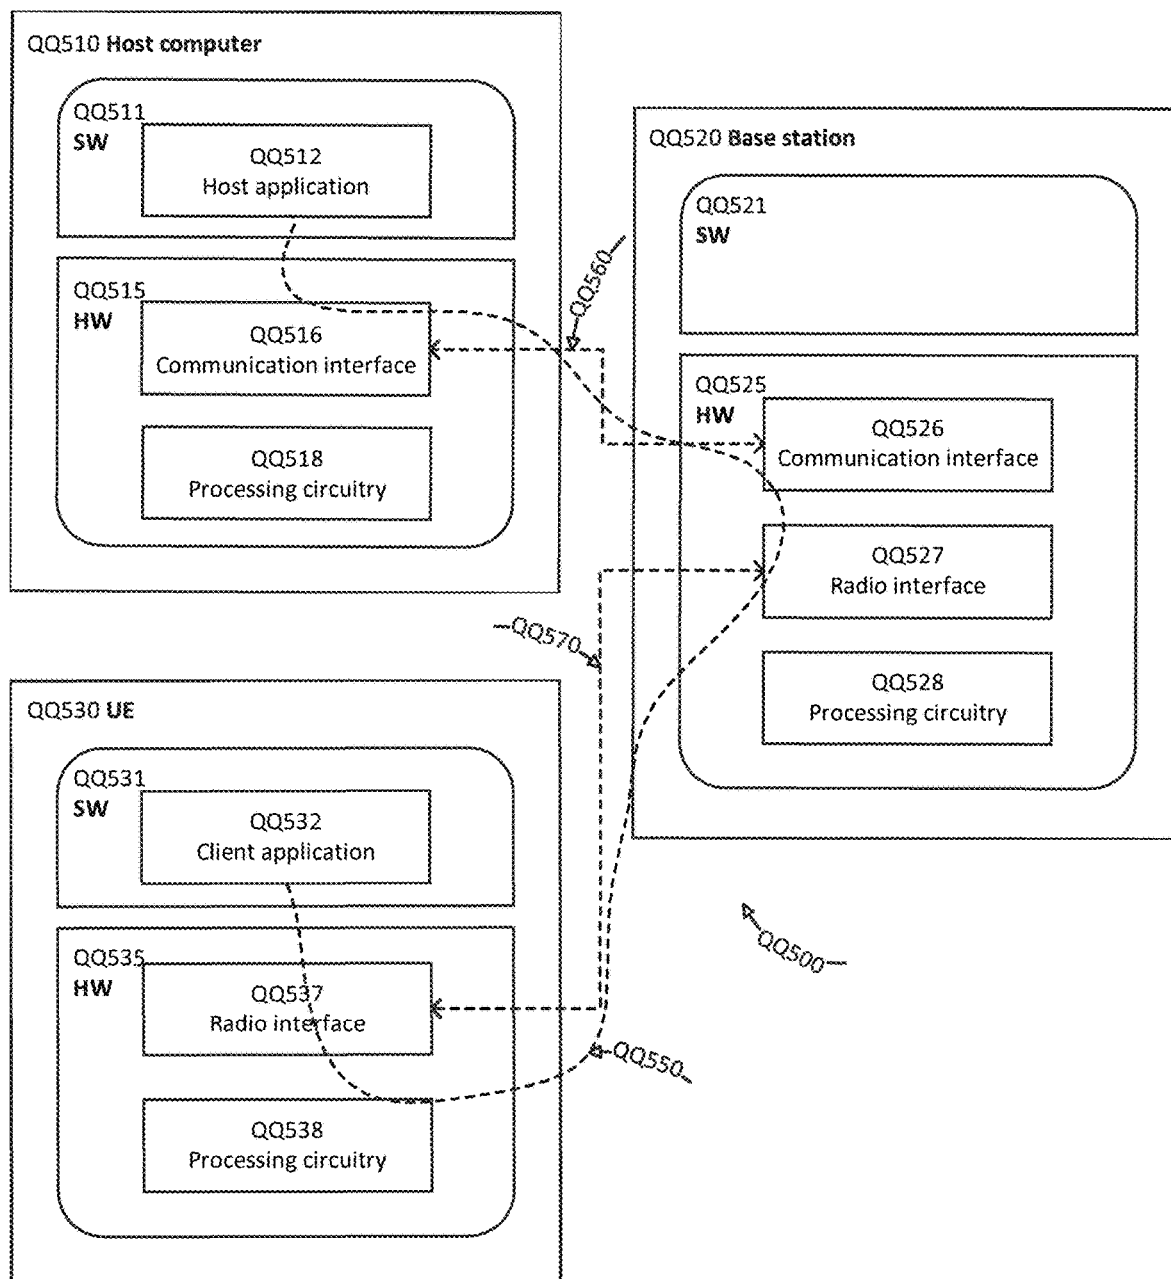 QQ510 Host computer
QQ511
SW
QQ512
Host application
QQ515
HW
QQ516
Communication interface
QQ518
Processing circuitry
QQ520 Base station
QQ521
SW
QQ525
HW
QQ526
Communication interface
QQ527
Radio interface
QQ528
Processing circuitry
QQ560
QQ570
QQ530 UE
QQ531
SW
QQ532
Client application
QQ535
HW
QQ537
Radio interface
QQ538
Processing circuitry
QQ500
QQ550